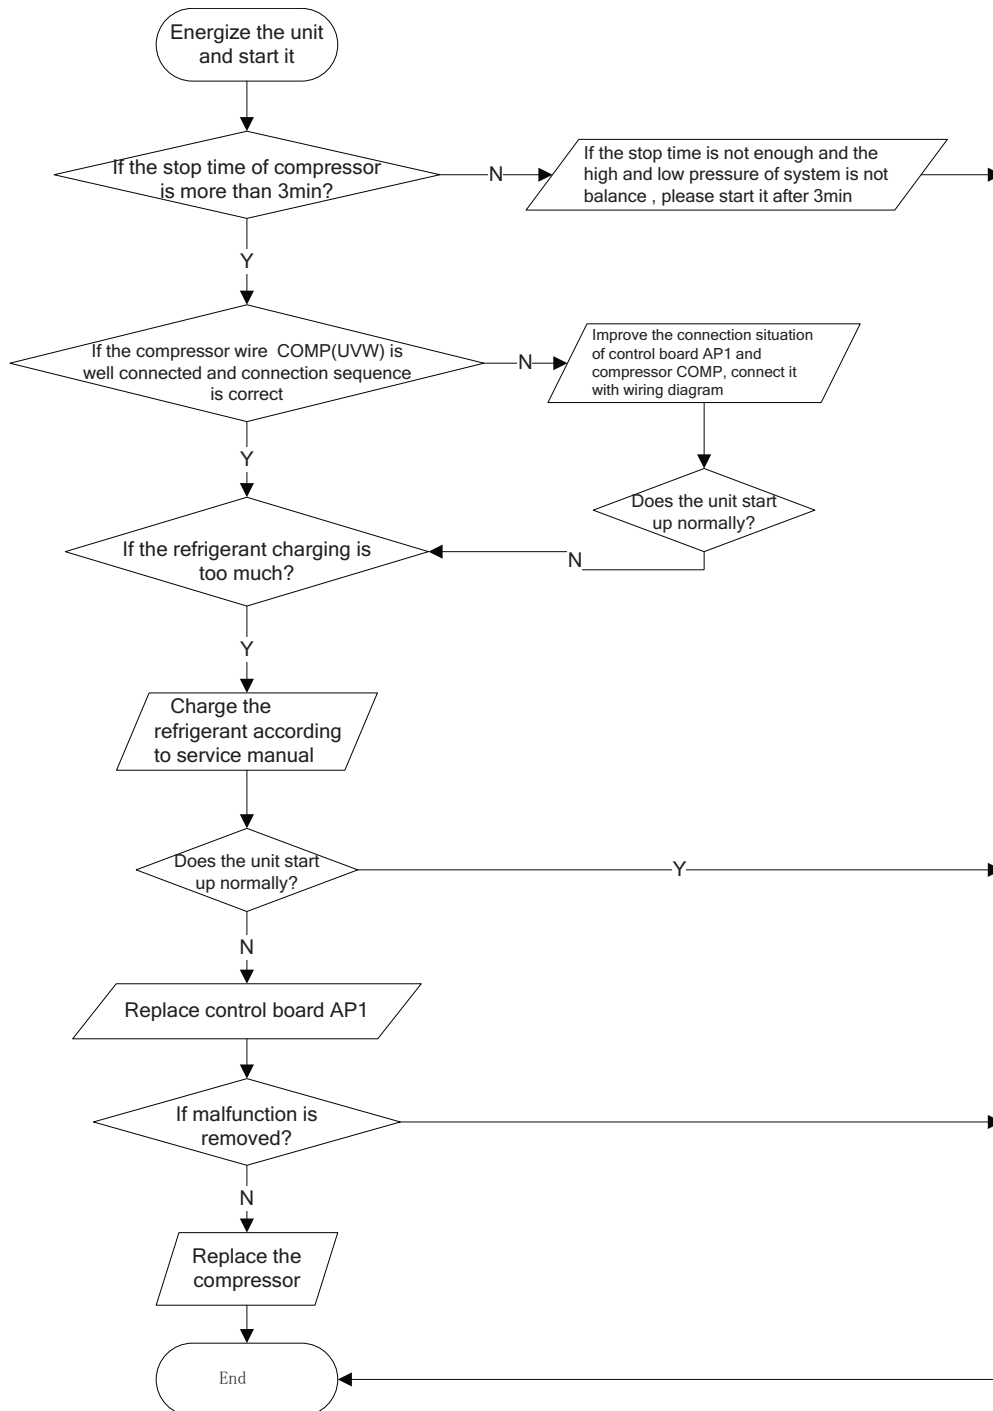 Energize the unit
and start it
If the stop time of compressor
is more than 3min?
N
If the stop time is not enough and the
high and low pressure of system is not
balance , please start it after 3min
Y
If the compressor wire COMP(UVW) is
well connected and connection sequence
is correct
N
Improve the connection situation
of control board AP1 and
compressor COMP, connect it
with wiring diagram
Y
Does the unit start
up normally?
N
If the refrigerant charging is
too much?
Y
Charge the
refrigerant according
to service manual
Does the unit start
up normally?
Y
N
Replace control board AP1
If malfunction is
removed?
N
Replace the
compressor
End